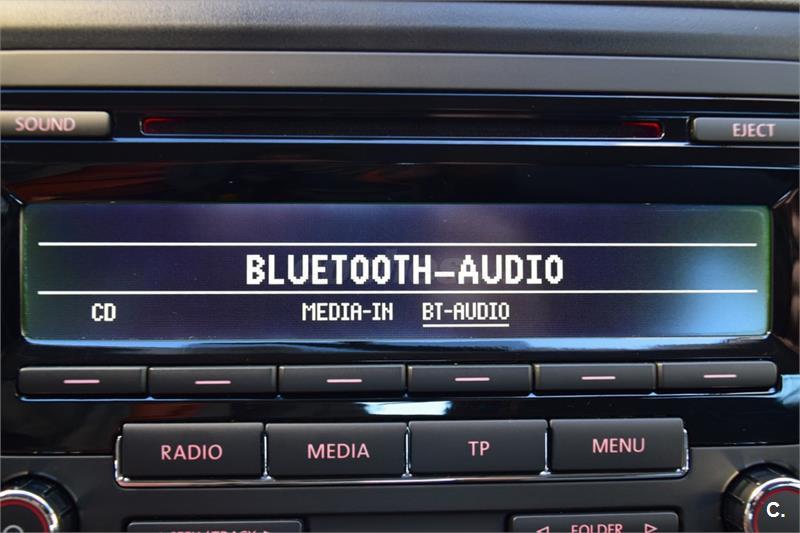 SOUND
EJECT
BLUETOOTH-AUDIO
CD MEDIA-IN BT-AUDIO
RADIO MEDIA TP MENU
FOLDER
C.